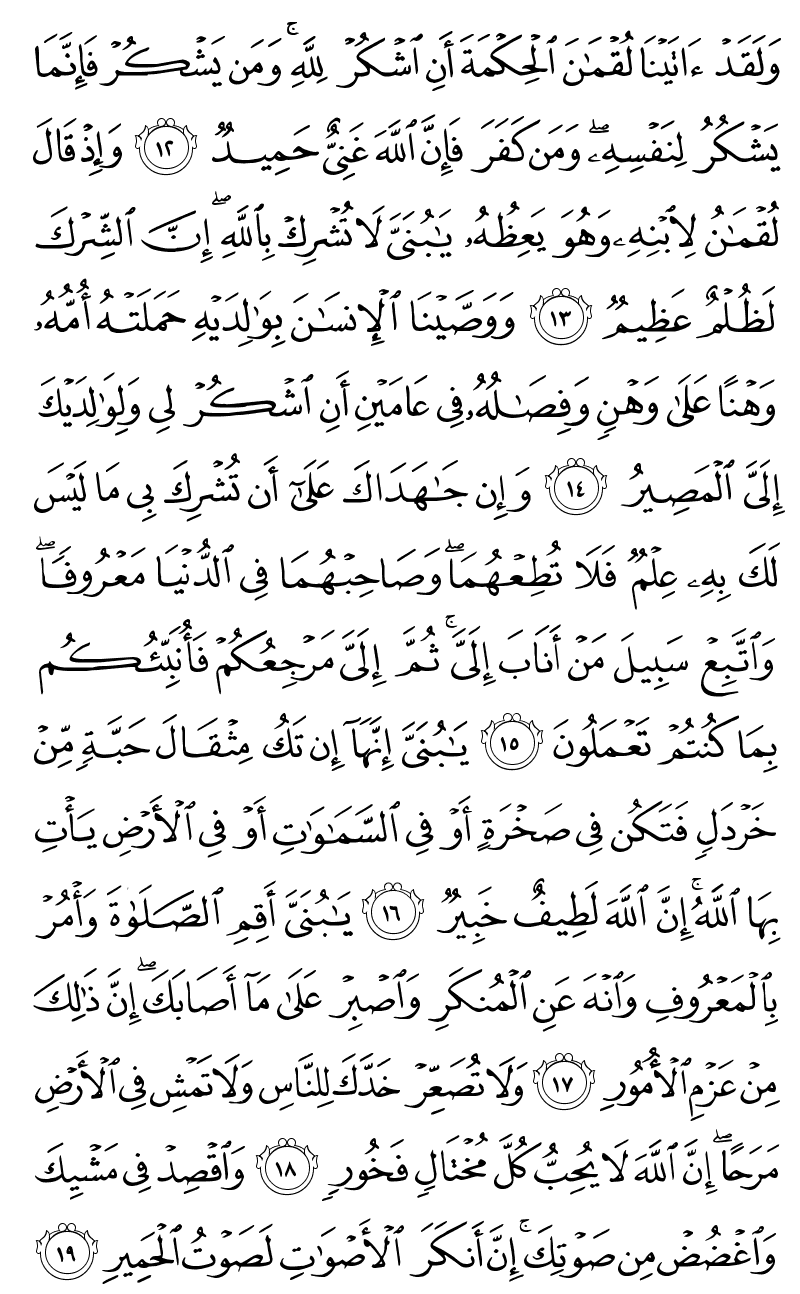 وَلَقَدْ ءَاتَيْنَا لُقْمَٰنَ ٱلْحِكْمَةَ أَنِ ٱشْكُرْ لِلَّهِ ۚ وَمَن يَشْكُرْ فَإِنَّمَا
يَشْكُرُ لِنَفْسِهِۦ ۖ وَمَن كَفَرَ فَإِنَّ ٱللَّهَ غَنِىٌّ حَمِيدٌ ١٢ وَإِذْ قَالَ
لُقْمَٰنُ لِٱبْنِهِۦ وَهُوَ يَعِظُهُۥ يَٰبُنَىَّ لَا تُشْرِكْ بِٱللَّهِ ۖ إِنَّ ٱلشِّرْكَ
لَظُلْمٌ عَظِيمٌ ١٣ وَوَصَّيْنَا ٱلْإِنسَٰنَ بِوَٰلِدَيْهِ حَمَلَتْهُ أُمُّهُۥ
وَهْنًا عَلَىٰ وَهْنٍ وَفِصَٰلُهُۥ فِى عَامَيْنِ أَنِ ٱشْكُرْ لِى وَلِوَٰلِدَيْكَ
إِلَىَّ ٱلْمَصِيرُ ١٤ وَإِن جَٰهَدَاكَ عَلَىٰٓ أَن تُشْرِكَ بِى مَا لَيْسَ
لَكَ بِهِۦ عِلْمٌ فَلَا تُطِعْهُمَا ۖ وَصَاحِبْهُمَا فِى ٱلدُّنْيَا مَعْرُوفًا ۖ
وَٱتَّبِعْ سَبِيلَ مَنْ أَنَابَ إِلَىَّ ۚ ثُمَّ إِلَىَّ مَرْجِعُكُمْ فَأُنَبِّئُكُم
بِمَا كُنتُمْ تَعْمَلُونَ ١٥ يَٰبُنَىَّ إِنَّهَآ إِن تَكُ مِثْقَالَ حَبَّةٍ مِّنْ
خَرْدَلٍ فَتَكُن فِى صَخْرَةٍ أَوْ فِى ٱلسَّمَٰوَٰتِ أَوْ فِى ٱلْأَرْضِ يَأْتِ
بِهَا ٱللَّهُ ۚ إِنَّ ٱللَّهَ لَطِيفٌ خَبِيرٌ ١٦ يَٰبُنَىَّ أَقِمِ ٱلصَّلَوٰةَ وَأْمُرْ
بِٱلْمَعْرُوفِ وَٱنْهَ عَنِ ٱلْمُنكَرِ وَٱصْبِرْ عَلَىٰ مَآ أَصَابَكَ ۖ إِنَّ ذَٰلِكَ
مِنْ عَزْمِ ٱلْأُمُورِ ١٧ وَلَا تُصَعِّرْ خَدَّكَ لِلنَّاسِ وَلَا تَمْشِ فِى ٱلْأَرْضِ
مَرَحًا ۖ إِنَّ ٱللَّهَ لَا يُحِبُّ كُلَّ مُخْتَالٍ فَخُورٍ ١٨ وَٱقْصِدْ فِى مَشْيِكَ
وَٱغْضُضْ مِن صَوْتِكَ ۚ إِنَّ أَنكَرَ ٱلْأَصْوَٰتِ لَصَوْتُ ٱلْحَمِيرِ ١٩